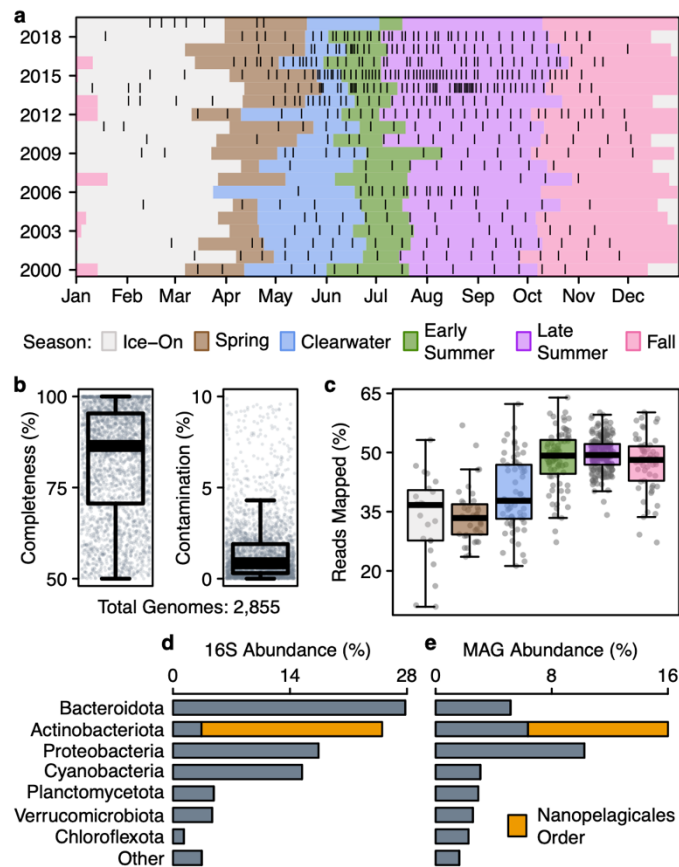 a
2018
2015
2012
2009
2006
2003
2000
Jan Feb Mar Apr May Jun Jul Aug Sep Oct Nov Dec
Season: Ice-On Spring Clearwater Early Summer Late Summer Fall
b
Completeness (%)
100
75
50
Contamination (%)
10
5
0
Total Genomes: 2,855
c
Reads Mapped (%)
65
50
35
20
d 16S Abundance (%)
0 14 28
e MAG Abundance (%)
0 8 16
Bacteroidota
Actinobacteriota
Proteobacteria
Cyanobacteria
Planctomycetota
Verrucomicrobiota
Chloroflexota
Other
Nanopelagicales
Order